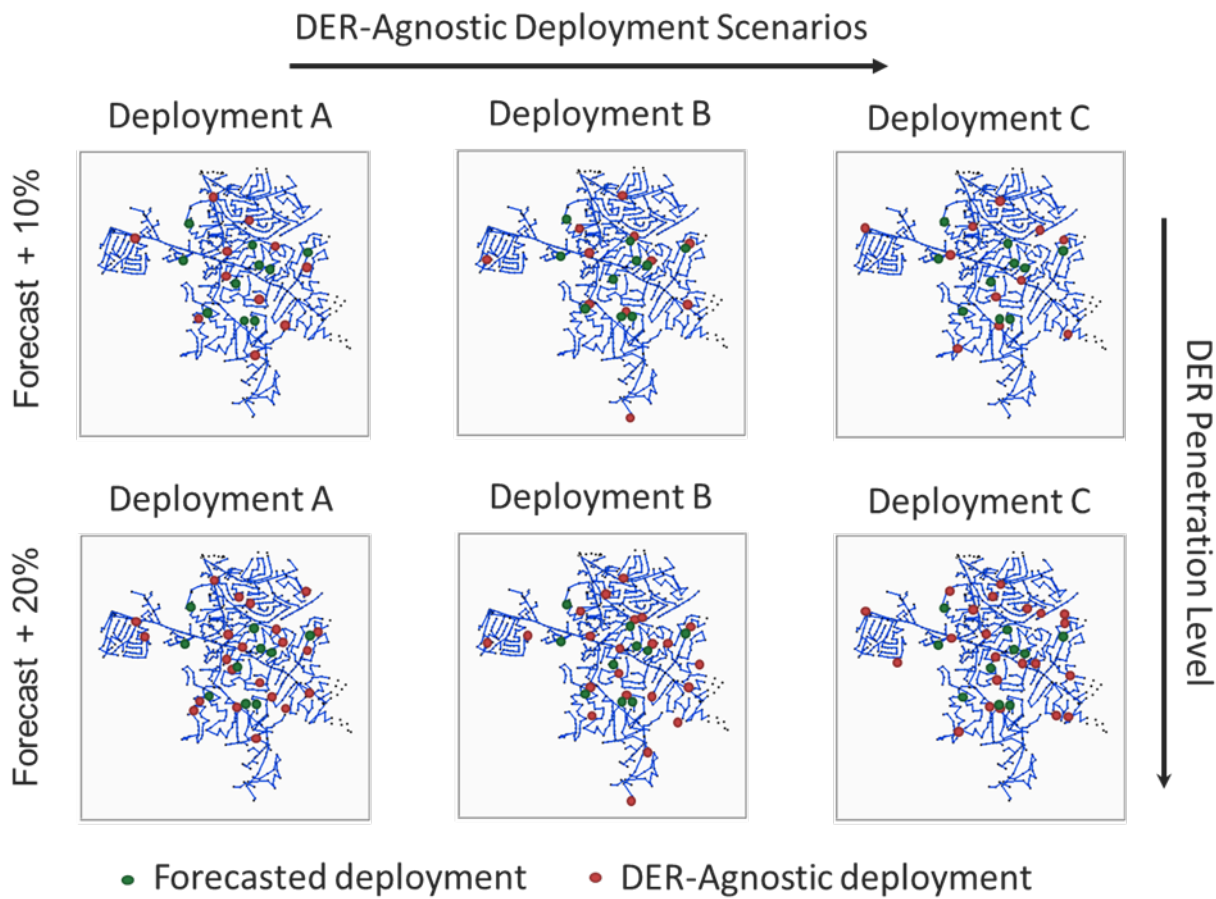 DER-Agnostic Deployment Scenarios
Deployment A
Deployment B
Deployment C
Forecast + 10%
DER Penetration Level
Deployment A
Deployment B
Deployment C
Forecast + 20%
Forecasted deployment
DER-Agnostic deployment